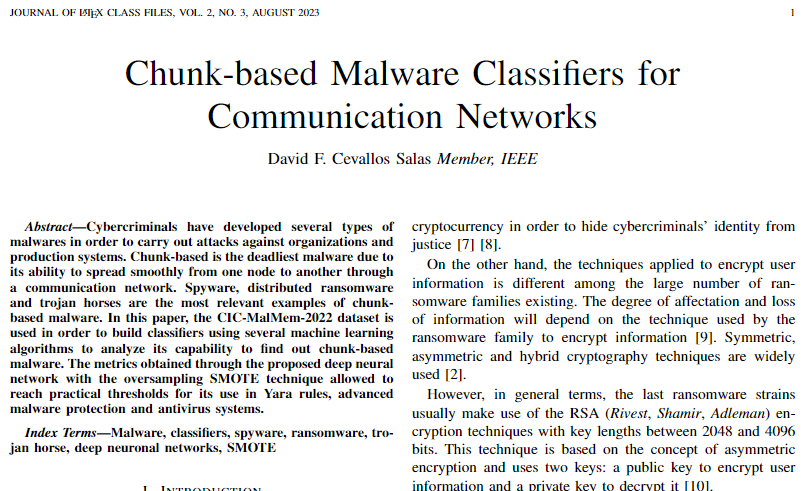 JOURNAL OF LATEX CLASS FILES, VOL. 2, NO. 3, AUGUST 2023
1
Chunk-based Malware Classifiers for
Communication Networks
David F. Cevallos Salas Member, IEEE
Abstract—Cybercriminals have developed several types of
malwares in order to carry out attacks against organizations and
production systems. Chunk-based is the deadliest malware due to
its ability to spread smoothly from one node to another through
a communication network. Spyware, distributed ransomware
and trojan horses are the most relevant examples of chunk-
based malware. In this paper, the CIC-MalMem-2022 dataset is
used in order to build classifiers using several machine learning
algorithms to analyze its capability to find out chunk-based
malware. The metrics obtained through the proposed deep neural
network with the oversampling SMOTE technique allowed to
reach practical thresholds for its use in Yara rules, advanced
malware protection and antivirus systems.
Index Terms—Malware, classifiers, spyware, ransomware, tro-
jan horse, deep neuronal networks, SMOTE
I. INTRODUCTION
cryptocurrency in order to hide cybercriminals' identity from
justice [7] [8].
On the other hand, the techniques applied to encrypt user
information is different among the large number of ran-
somware families existing. The degree of affectation and loss
of information will depend on the technique used by the
ransomware family to encrypt information [9]. Symmetric,
asymmetric and hybrid cryptography techniques are widely
used [2].
However, in general terms, the last ransomware strains
usually make use of the RSA (Rivest, Shamir, Adleman) en-
cryption techniques with key lengths between 2048 and 4096
bits. This technique is based on the concept of asymmetric
encryption and uses two keys: a public key to encrypt user
information and a private key to decrypt it [10].